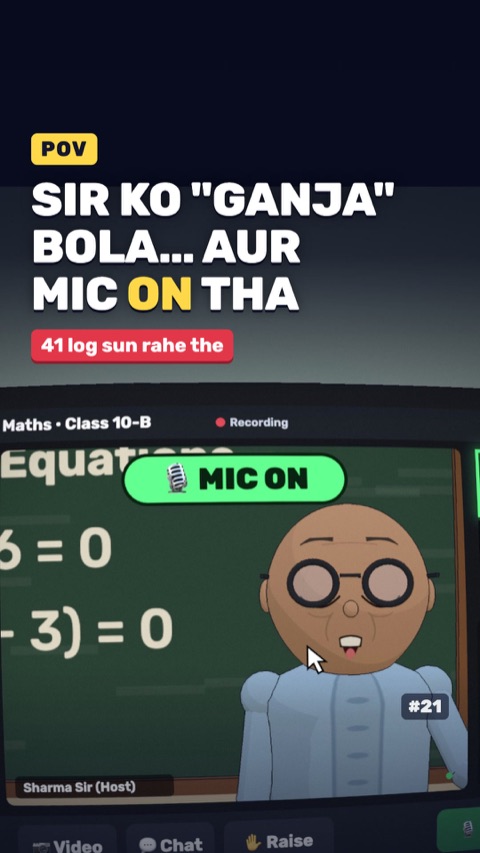 POV
SIR KO "GANJA"
BOLA... AUR
MIC ON THA
41 log sun rahe the
Maths • Class 10-B
Recording
MIC ON
6 = 0
- 3) = 0
#21
Sharma Sir (Host)
Video
Chat
Raise